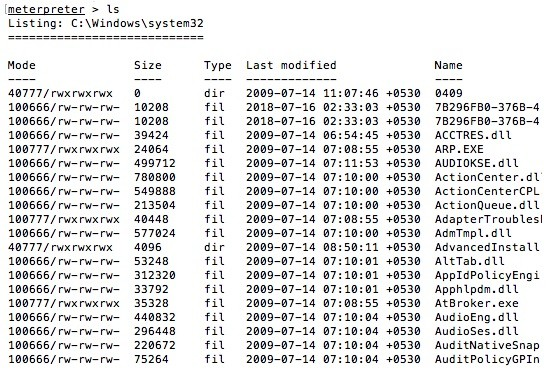 meterpreter > ls
Listing: C:\Windows\system32
============================
Mode Size Type Last modified Name
---- ---- ---- ------------- ----
40777/rwxrwxrwx 0 dir 2009-07-14 11:07:46 +0530 0409
100666/rw-rw-rw- 10208 fil 2018-07-16 02:33:03 +0530 7B296FB0-376B-4
100666/rw-rw-rw- 10208 fil 2018-07-16 02:33:03 +0530 7B296FB0-376B-4
100666/rw-rw-rw- 39424 fil 2009-07-14 06:54:45 +0530 ACCTRES.dll
100777/rwxrwxrwx 24064 fil 2009-07-14 07:08:55 +0530 ARP.EXE
100666/rw-rw-rw- 499712 fil 2009-07-14 07:11:53 +0530 AUDIOKSE.dll
100666/rw-rw-rw- 780800 fil 2009-07-14 07:10:00 +0530 ActionCenter.dl
100666/rw-rw-rw- 549888 fil 2009-07-14 07:10:00 +0530 ActionCenterCPL
100666/rw-rw-rw- 213504 fil 2009-07-14 07:10:00 +0530 ActionQueue.dll
100777/rwxrwxrwx 40448 fil 2009-07-14 07:08:55 +0530 AdapterTroubles
100666/rw-rw-rw- 577024 fil 2009-07-14 07:10:00 +0530 AdmTmpl.dll
40777/rwxrwxrwx 4096 dir 2009-07-14 08:50:11 +0530 AdvancedInstall
100666/rw-rw-rw- 53248 fil 2009-07-14 07:10:01 +0530 AltTab.dll
100666/rw-rw-rw- 312320 fil 2009-07-14 07:10:01 +0530 AppIdPolicyEngi
100666/rw-rw-rw- 33792 fil 2009-07-14 07:10:01 +0530 Apphlpdm.dll
100777/rwxrwxrwx 35328 fil 2009-07-14 07:08:55 +0530 AtBroker.exe
100666/rw-rw-rw- 440832 fil 2009-07-14 07:10:04 +0530 AudioEng.dll
100666/rw-rw-rw- 296448 fil 2009-07-14 07:10:04 +0530 AudioSes.dll
100666/rw-rw-rw- 220672 fil 2009-07-14 07:10:04 +0530 AuditNativeSnap
100666/rw-rw-rw- 75264 fil 2009-07-14 07:10:04 +0530 AuditPolicyGPIn